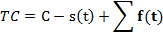 TC = C − s(t) + ∑ f(t)